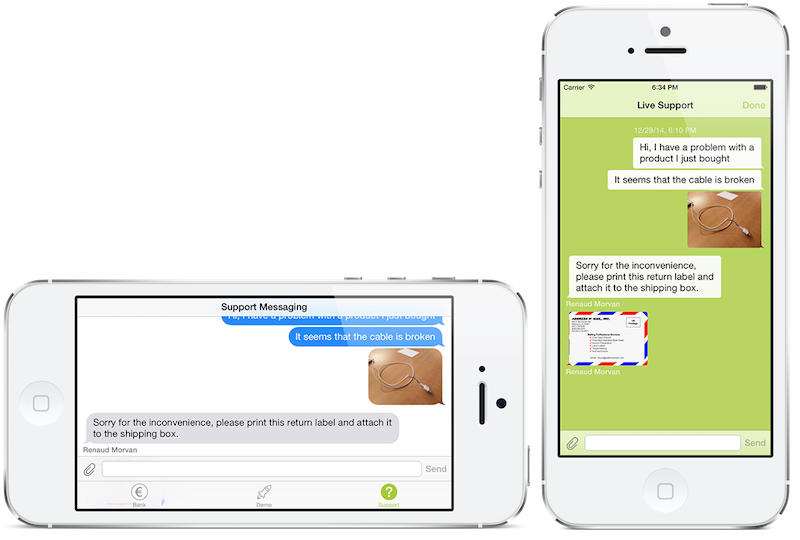 Support Messaging
Hi, I have a problem with a product I just bought
It seems that the cable is broken
Sorry for the inconvenience, please print this return label and attach it
to the shipping box.
Renaud Morvan
Send
Bank
Demo
Support
Carrier
6:34 PM
Live Support
Done
12/29/14, 6:10 PM
Hi, I have a problem with a
product I just bought
It seems that the cable is broken
Sorry for the inconvenience,
please print this return label and
attach it to the shipping box.
Renaud Morvan
Renaud Morvan
Send